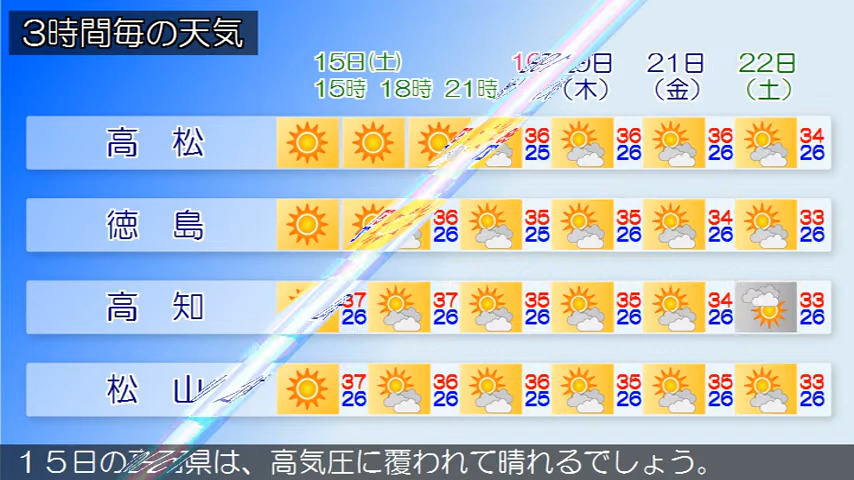 3時間毎の天気
15日(土) 日 21日 22日
15時 18時 21時 (木) (金) (土)
高松 36 36 36 34
25 26 26 26
徳島 36 35 35 34 33
26 25 26 26 26
高知 37 37 35 35 34 33
26 26 26 26 26 26
松山 37 36 36 35 35 33
26 26 25 26 26 26
15日の 県は、高気圧に覆われて晴れるでしょう。